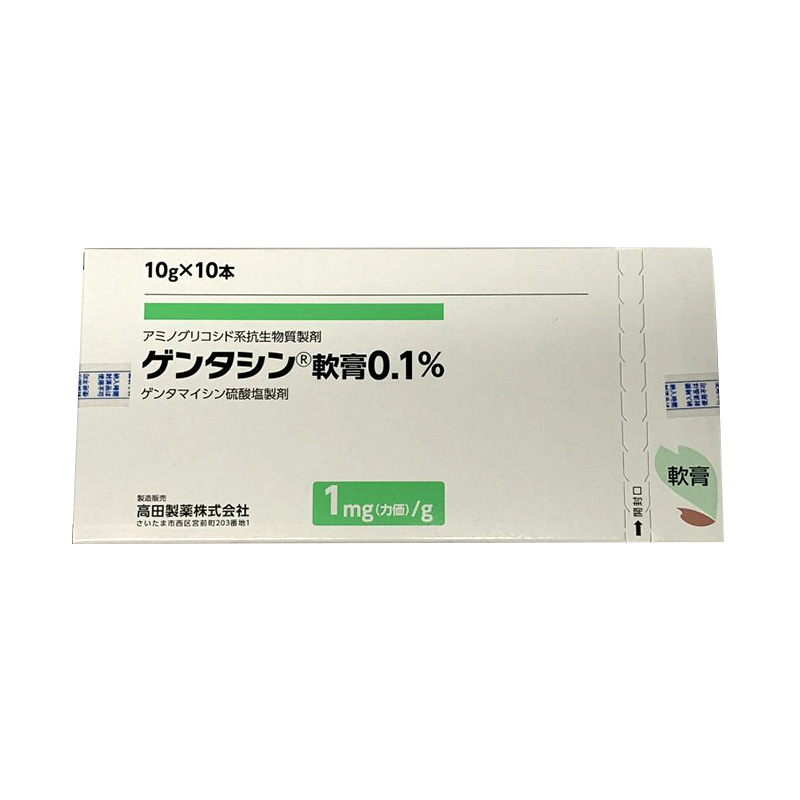 10g×10本
アミノグリコシド系抗生物質製剤
ゲンタシン®軟膏0.1%
ゲンタマイシン硫酸塩製剤
製造販売
高田製薬株式会社
さいたま市西区宮前町203番地1
1mg(力価)/g
開封口
軟膏